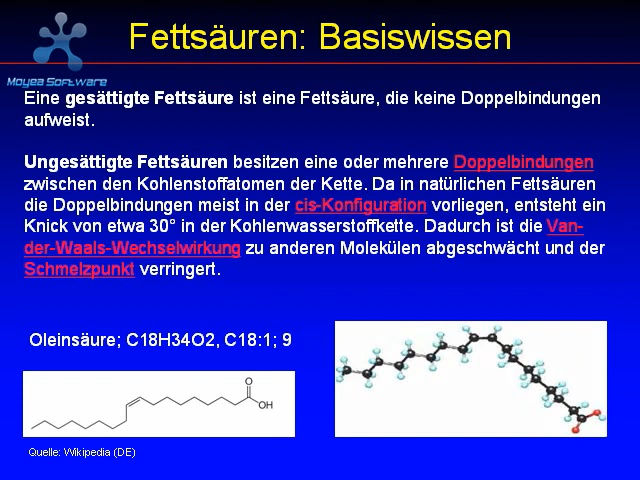 Fettsäuren: Basiswissen
Moyea Software
Eine gesättigte Fettsäure ist eine Fettsäure, die keine Doppelbindungen
aufweist.
Ungesättigte Fettsäuren besitzen eine oder mehrere Doppelbindungen
zwischen den Kohlenstoffatomen der Kette. Da in natürlichen Fettsäuren
die Doppelbindungen meist in der cis-Konfiguration vorliegen, entsteht ein
Knick von etwa 30° in der Kohlenwasserstoffkette. Dadurch ist die Van-
der-Waals-Wechselwirkung zu anderen Molekülen abgeschwächt und der
Schmelzpunkt verringert.
Oleinsäure; C18H34O2, C18:1; 9
O
OH
Quelle: Wikipedia (DE)